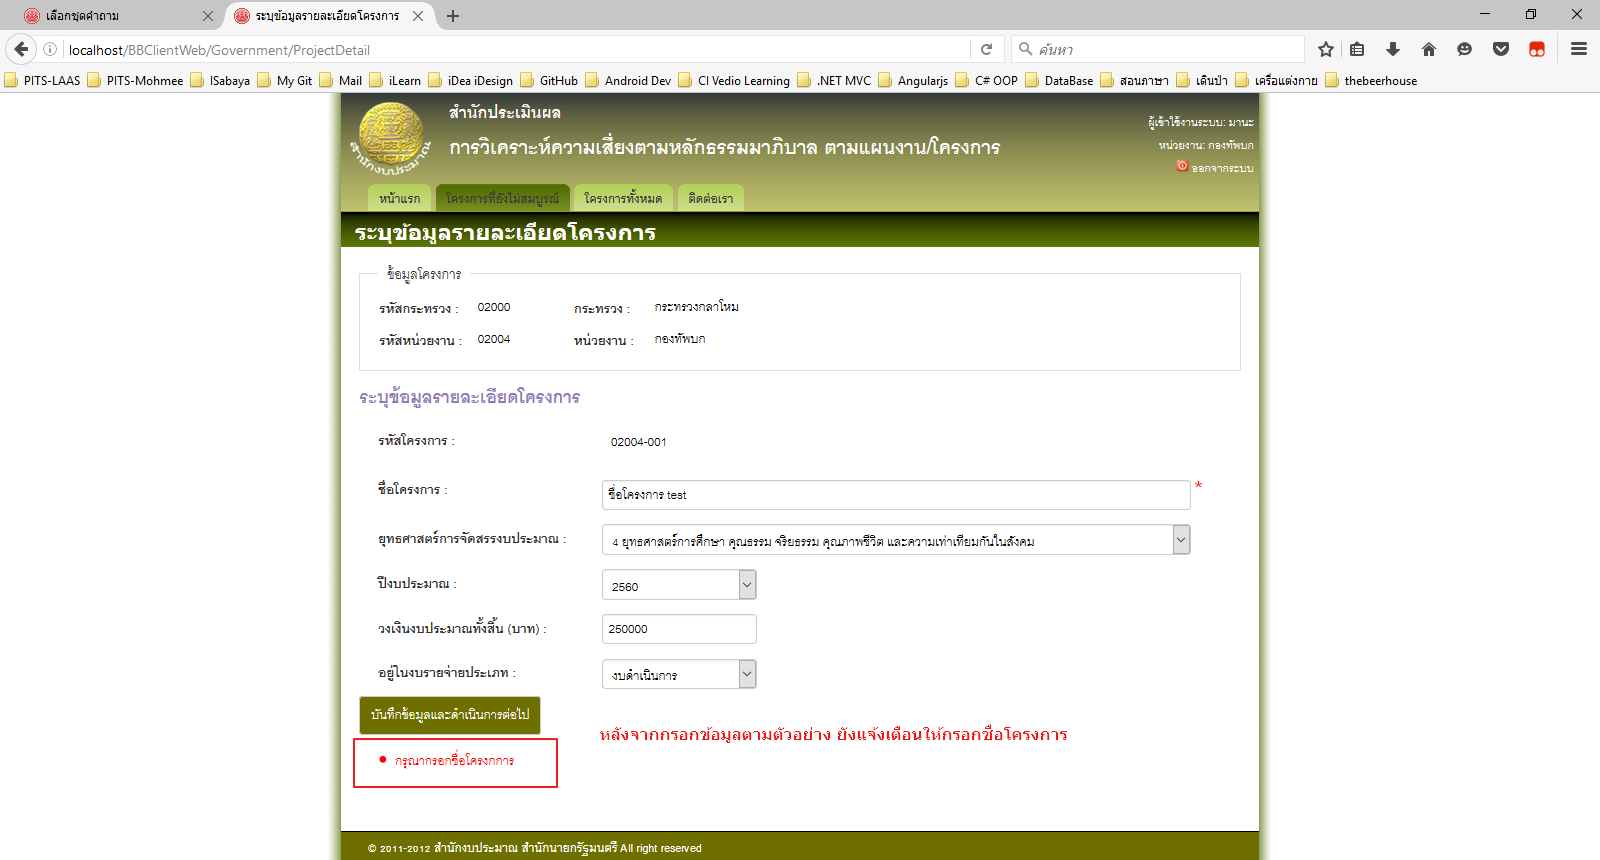 เลือกชุดคำถาม
ระบุข้อมูลรายละเอียดโครงการ
localhost/BBClientWeb/Government/ProjectDetail
ค้นหา
PITS-LAAS PITS-Mohmee ISabaya My Git Mail iLearn iDea iDesign GitHub Android Dev CI Vedio Learning .NET MVC Angularjs C# OOP DataBase สอนภาษา เดินป่า เครื่อแต่งกาย thebeerhouse
สำนักงบประมาณ
สำนักประเมินผล
การวิเคราะห์ความเสี่ยงตามหลักธรรมมาภิบาล ตามแผนงาน/โครงการ
ผู้เข้าใช้งานระบบ: มานะ
หน่วยงาน: กองทัพบก
ออกจากระบบ
หน้าแรก โครงการที่ยังไม่สมบูรณ์ โครงการทั้งหมด ติดต่อเรา
ระบุข้อมูลรายละเอียดโครงการ
ข้อมูลโครงการ
รหัสกระทรวง : 02000 กระทรวง : กระทรวงกลาโหม
รหัสหน่วยงาน : 02004 หน่วยงาน : กองทัพบก
ระบุข้อมูลรายละเอียดโครงการ
รหัสโครงการ : 02004-001
ชื่อโครงการ : ชื่อโครงการ test *
ยุทธศาสตร์การจัดสรรงบประมาณ : 4 ยุทธศาสตร์การศึกษา คุณธรรม จริยธรรม คุณภาพชีวิต และความเท่าเทียมกันในสังคม
ปีงบประมาณ : 2560
วงเงินงบประมาณทั้งสิ้น (บาท) : 250000
อยู่ในงบรายจ่ายประเภท : งบดำเนินการ
บันทึกข้อมูลและดำเนินการต่อไป
หลังจากกรอกข้อมูลตามตัวอย่าง ยังแจ้งเตือนให้กรอกชื่อโครงการ
กรุณากรอกชื่อโครงกการ
© 2011-2012 สำนักงบประมาณ สำนักนายกรัฐมนตรี All right reserved